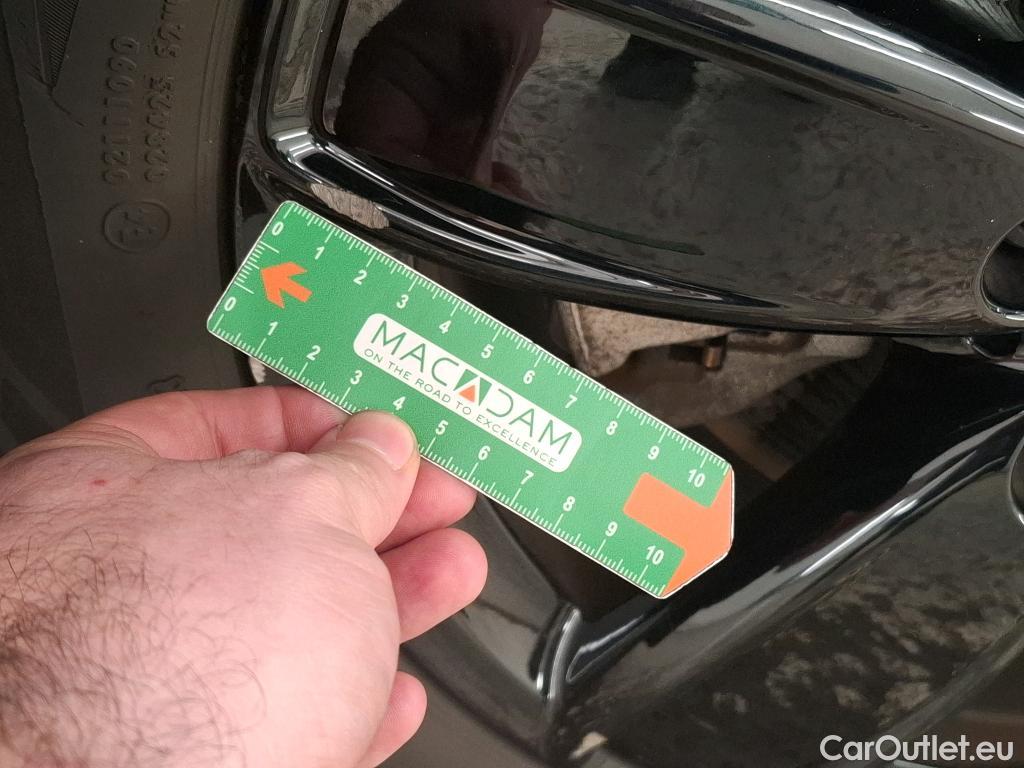 0 1 2 3 4 5 6 7 8 9 10
MACADAM
ON THE ROAD TO EXCELLENCE
0 1 2 3 4 5 6 7 8 9 10
CarOutlet.eu